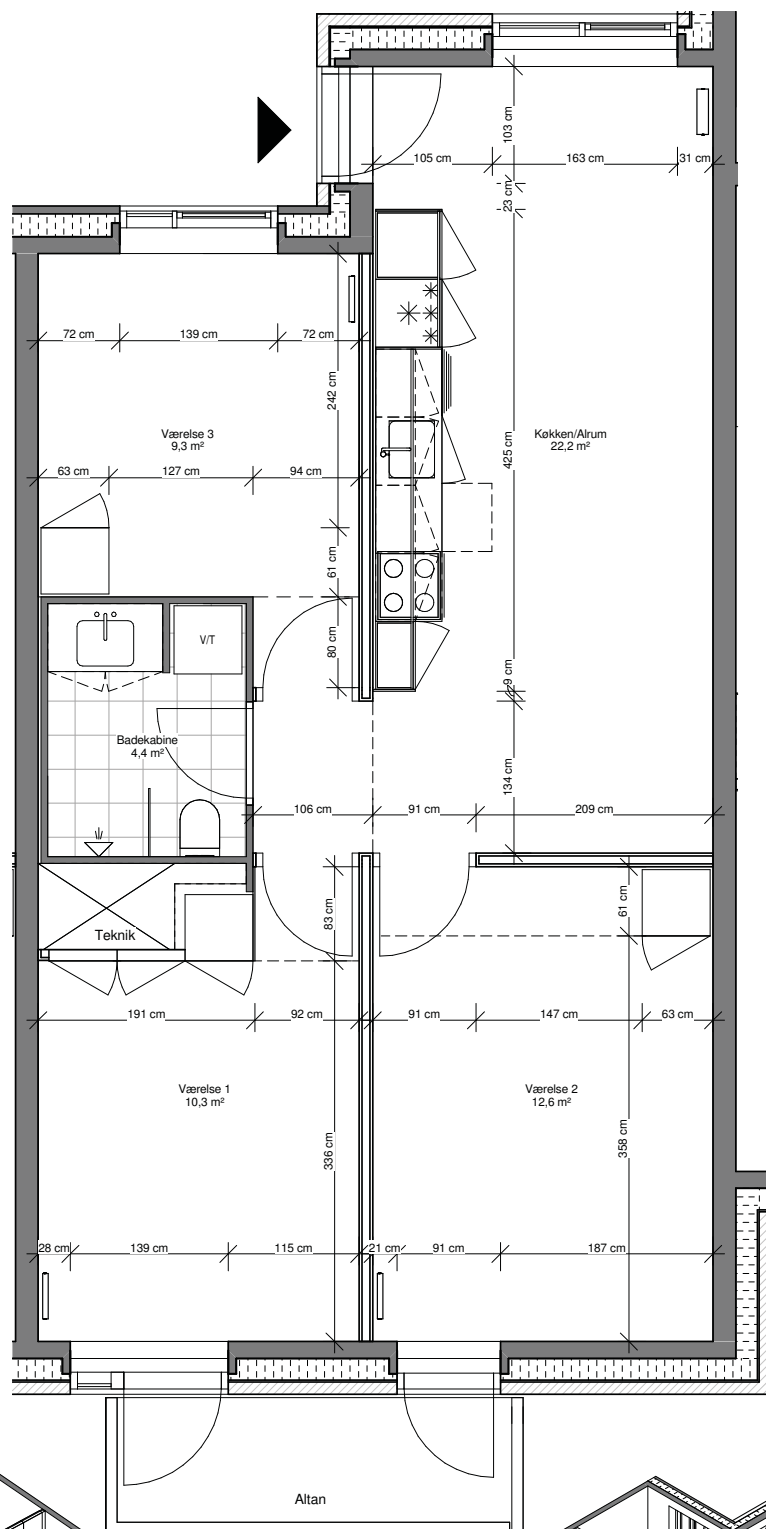 103 cm
105 cm
163 cm
31 cm
23 cm
72 cm
139 cm
72 cm
242 cm
Værelse 3
9,3 m²
Køkken/Alrum
22,2 m²
425 cm
63 cm
127 cm
94 cm
61 cm
V/T
80 cm
9 cm
Badekabine
4,4 m²
134 cm
106 cm
91 cm
209 cm
83 cm
61 cm
Teknik
191 cm
92 cm
91 cm
147 cm
63 cm
Værelse 1
10,3 m²
Værelse 2
12,6 m²
336 cm
358 cm
28 cm
139 cm
115 cm
21 cm
91 cm
187 cm
Altan